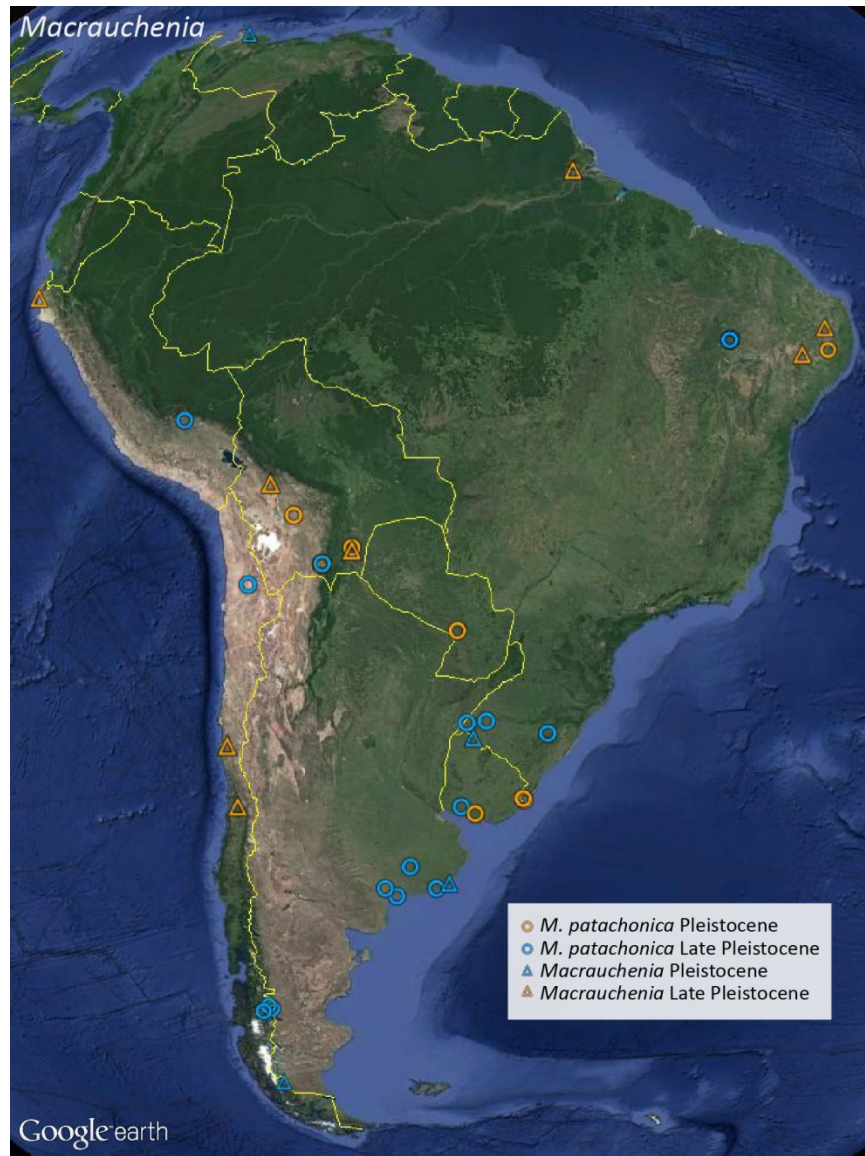 Macrauchenia
M. patachonica Pleistocene
M. patachonica Late Pleistocene
Macrauchenia Pleistocene
Macrauchenia Late Pleistocene
Google earth